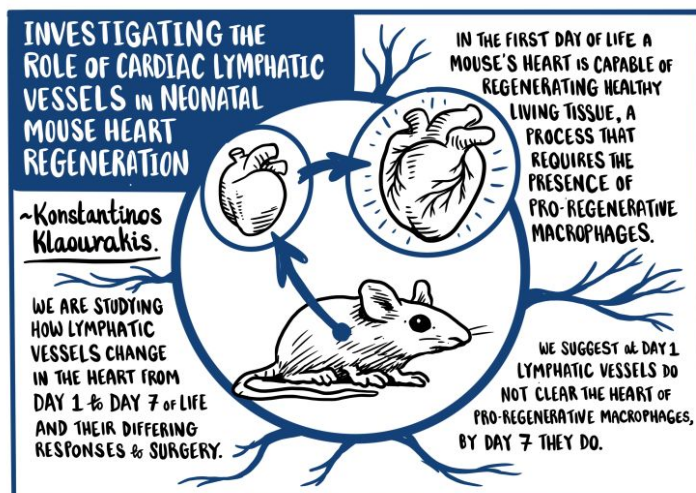 INVESTIGATING THE
ROLE OF CARDIAC LYMPHATIC
VESSELS IN NEONATAL
MOUSE HEART
REGENERATION
~Konstantinos
Klaourakis.
IN THE FIRST DAY OF LIFE A
MOUSE'S HEART IS CAPABLE OF
REGENERATING HEALTHY
LIVING TISSUE, A
PROCESS THAT
REQUIRES THE
PRESENCE OF
PRO-REGENERATIVE
MACROPHAGES.
WE ARE STUDYING
HOW LYMPHATIC
VESSELS CHANGE
IN THE HEART FROM
DAY 1 to DAY 7 OF LIFE
AND THEIR DIFFERING
RESPONSES to SURGERY.
WE SUGGEST at DAY 1
LYMPHATIC VESSELS DO
NOT CLEAR THE HEART OF
PRO-REGENERATIVE MACROPHAGES,
BY DAY 7 THEY DO.